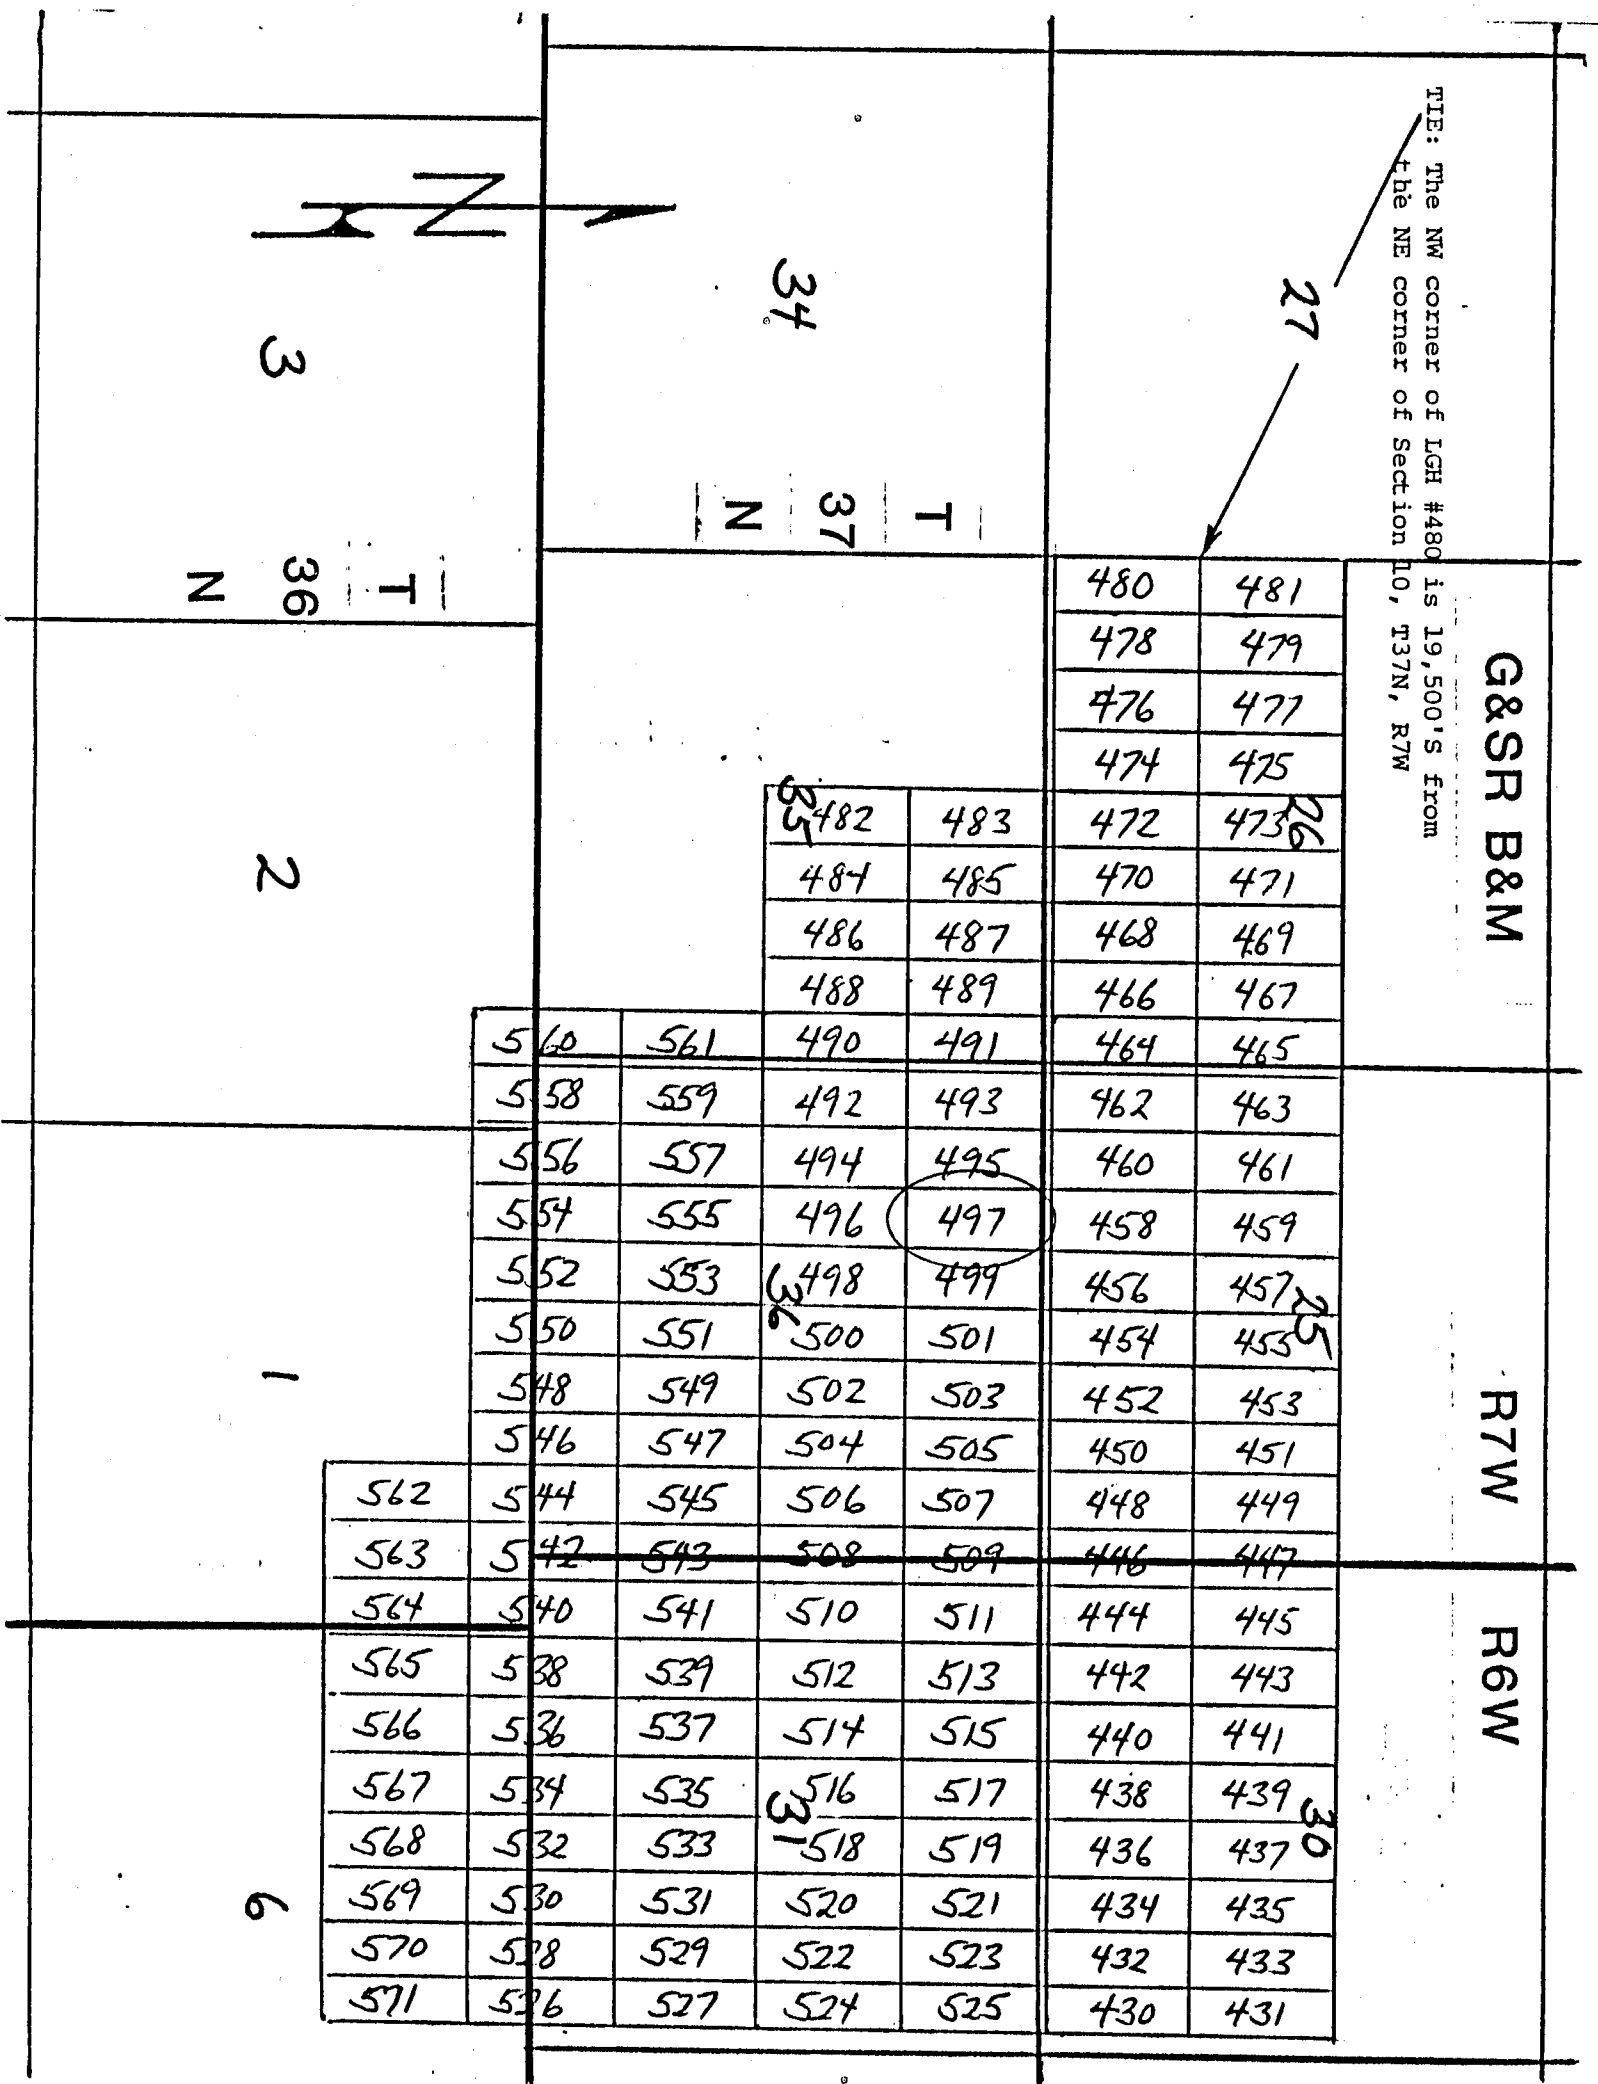 G&SR B&M R7W R6W
TIE: The NW corner of LGH #480 is 19,500'S from
the NE corner of Section 10, T37N, R7W
27
26
25
30
34
35
36
31
3
2
1
6
T
37
N
T
36
N
N
480 481
478 479
476 477
474 475
482 483 472 473
484 485 470 471
486 487 468 469
488 489 466 467
560 561 490 491 464 465
558 559 492 493 462 463
556 557 494 495 460 461
554 555 496 497 458 459
552 553 498 499 456 457
550 551 500 501 454 455
548 549 502 503 452 453
546 547 504 505 450 451
562 544 545 506 507 448 449
563 542 543 508 509 446 447
564 540 541 510 511 444 445
565 538 539 512 513 442 443
566 536 537 514 515 440 441
567 534 535 516 517 438 439
568 532 533 518 519 436 437
569 530 531 520 521 434 435
570 528 529 522 523 432 433
571 526 527 524 525 430 431